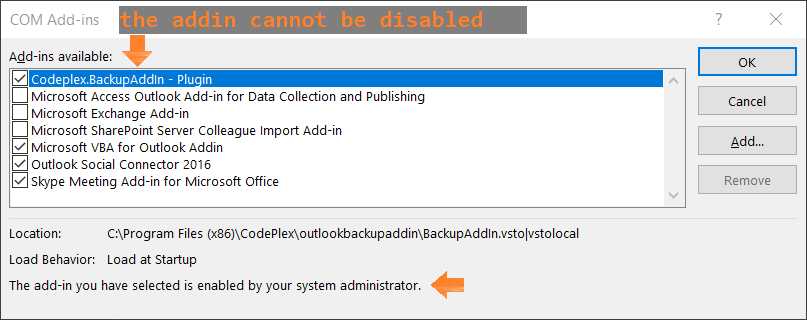 COM Add-ins
the addin cannot be disabled
?
Add-ins available:
Codeplex.BackupAddIn - Plugin
Microsoft Access Outlook Add-in for Data Collection and Publishing
Microsoft Exchange Add-in
Microsoft SharePoint Server Colleague Import Add-in
Microsoft VBA for Outlook Addin
Outlook Social Connector 2016
Skype Meeting Add-in for Microsoft Office
OK
Cancel
Add...
Remove
Location: C:\Program Files (x86)\CodePlex\outlookbackupaddin\BackupAddIn.vsto|vstolocal
Load Behavior: Load at Startup
The add-in you have selected is enabled by your system administrator.